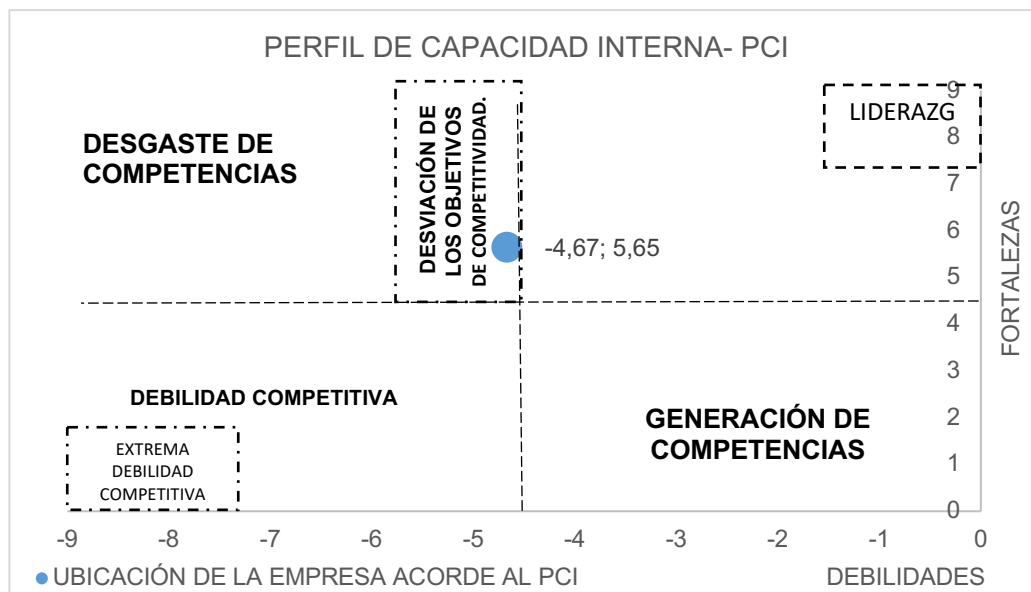 PERFIL DE CAPACIDAD INTERNA- PCI
DESGASTE DE
COMPETENCIAS
DESVIACIÓN DE
LOS OBJETIVOS
DE COMPETITIVIDAD.
LIDERAZG
9
8
7
6
5
4
3
2
1
0
FORTALEZAS
-4,67; 5,65
DEBILIDAD COMPETITIVA
EXTREMA
DEBILIDAD
COMPETITIVA
GENERACIÓN DE
COMPETENCIAS
-9 -8 -7 -6 -5 -4 -3 -2 -1 0
UBICACIÓN DE LA EMPRESA ACORDE AL PCI
DEBILIDADES